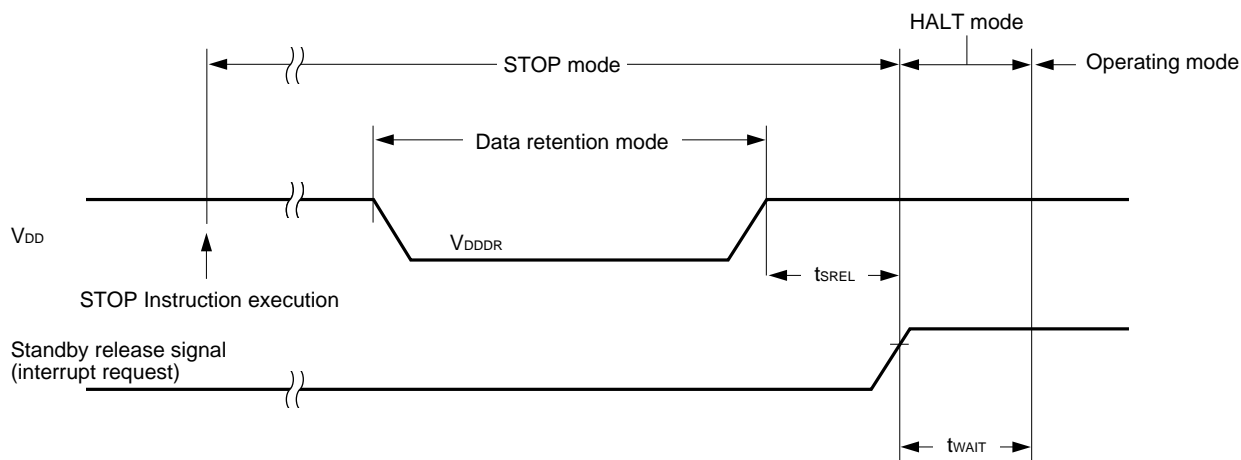 HALT mode
STOP mode
Operating mode
Data retention mode
VDD
VDDDR
tSREL
STOP Instruction execution
Standby release signal
(interrupt request)
tWAIT